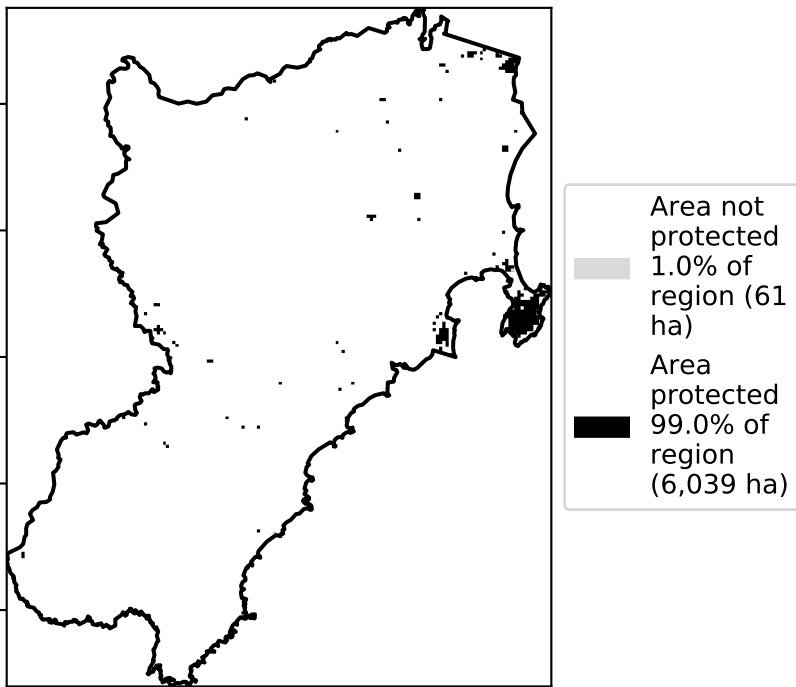 Area not
protected
1.0% of
region (61
ha)
Area
protected
99.0% of
region
(6,039 ha)